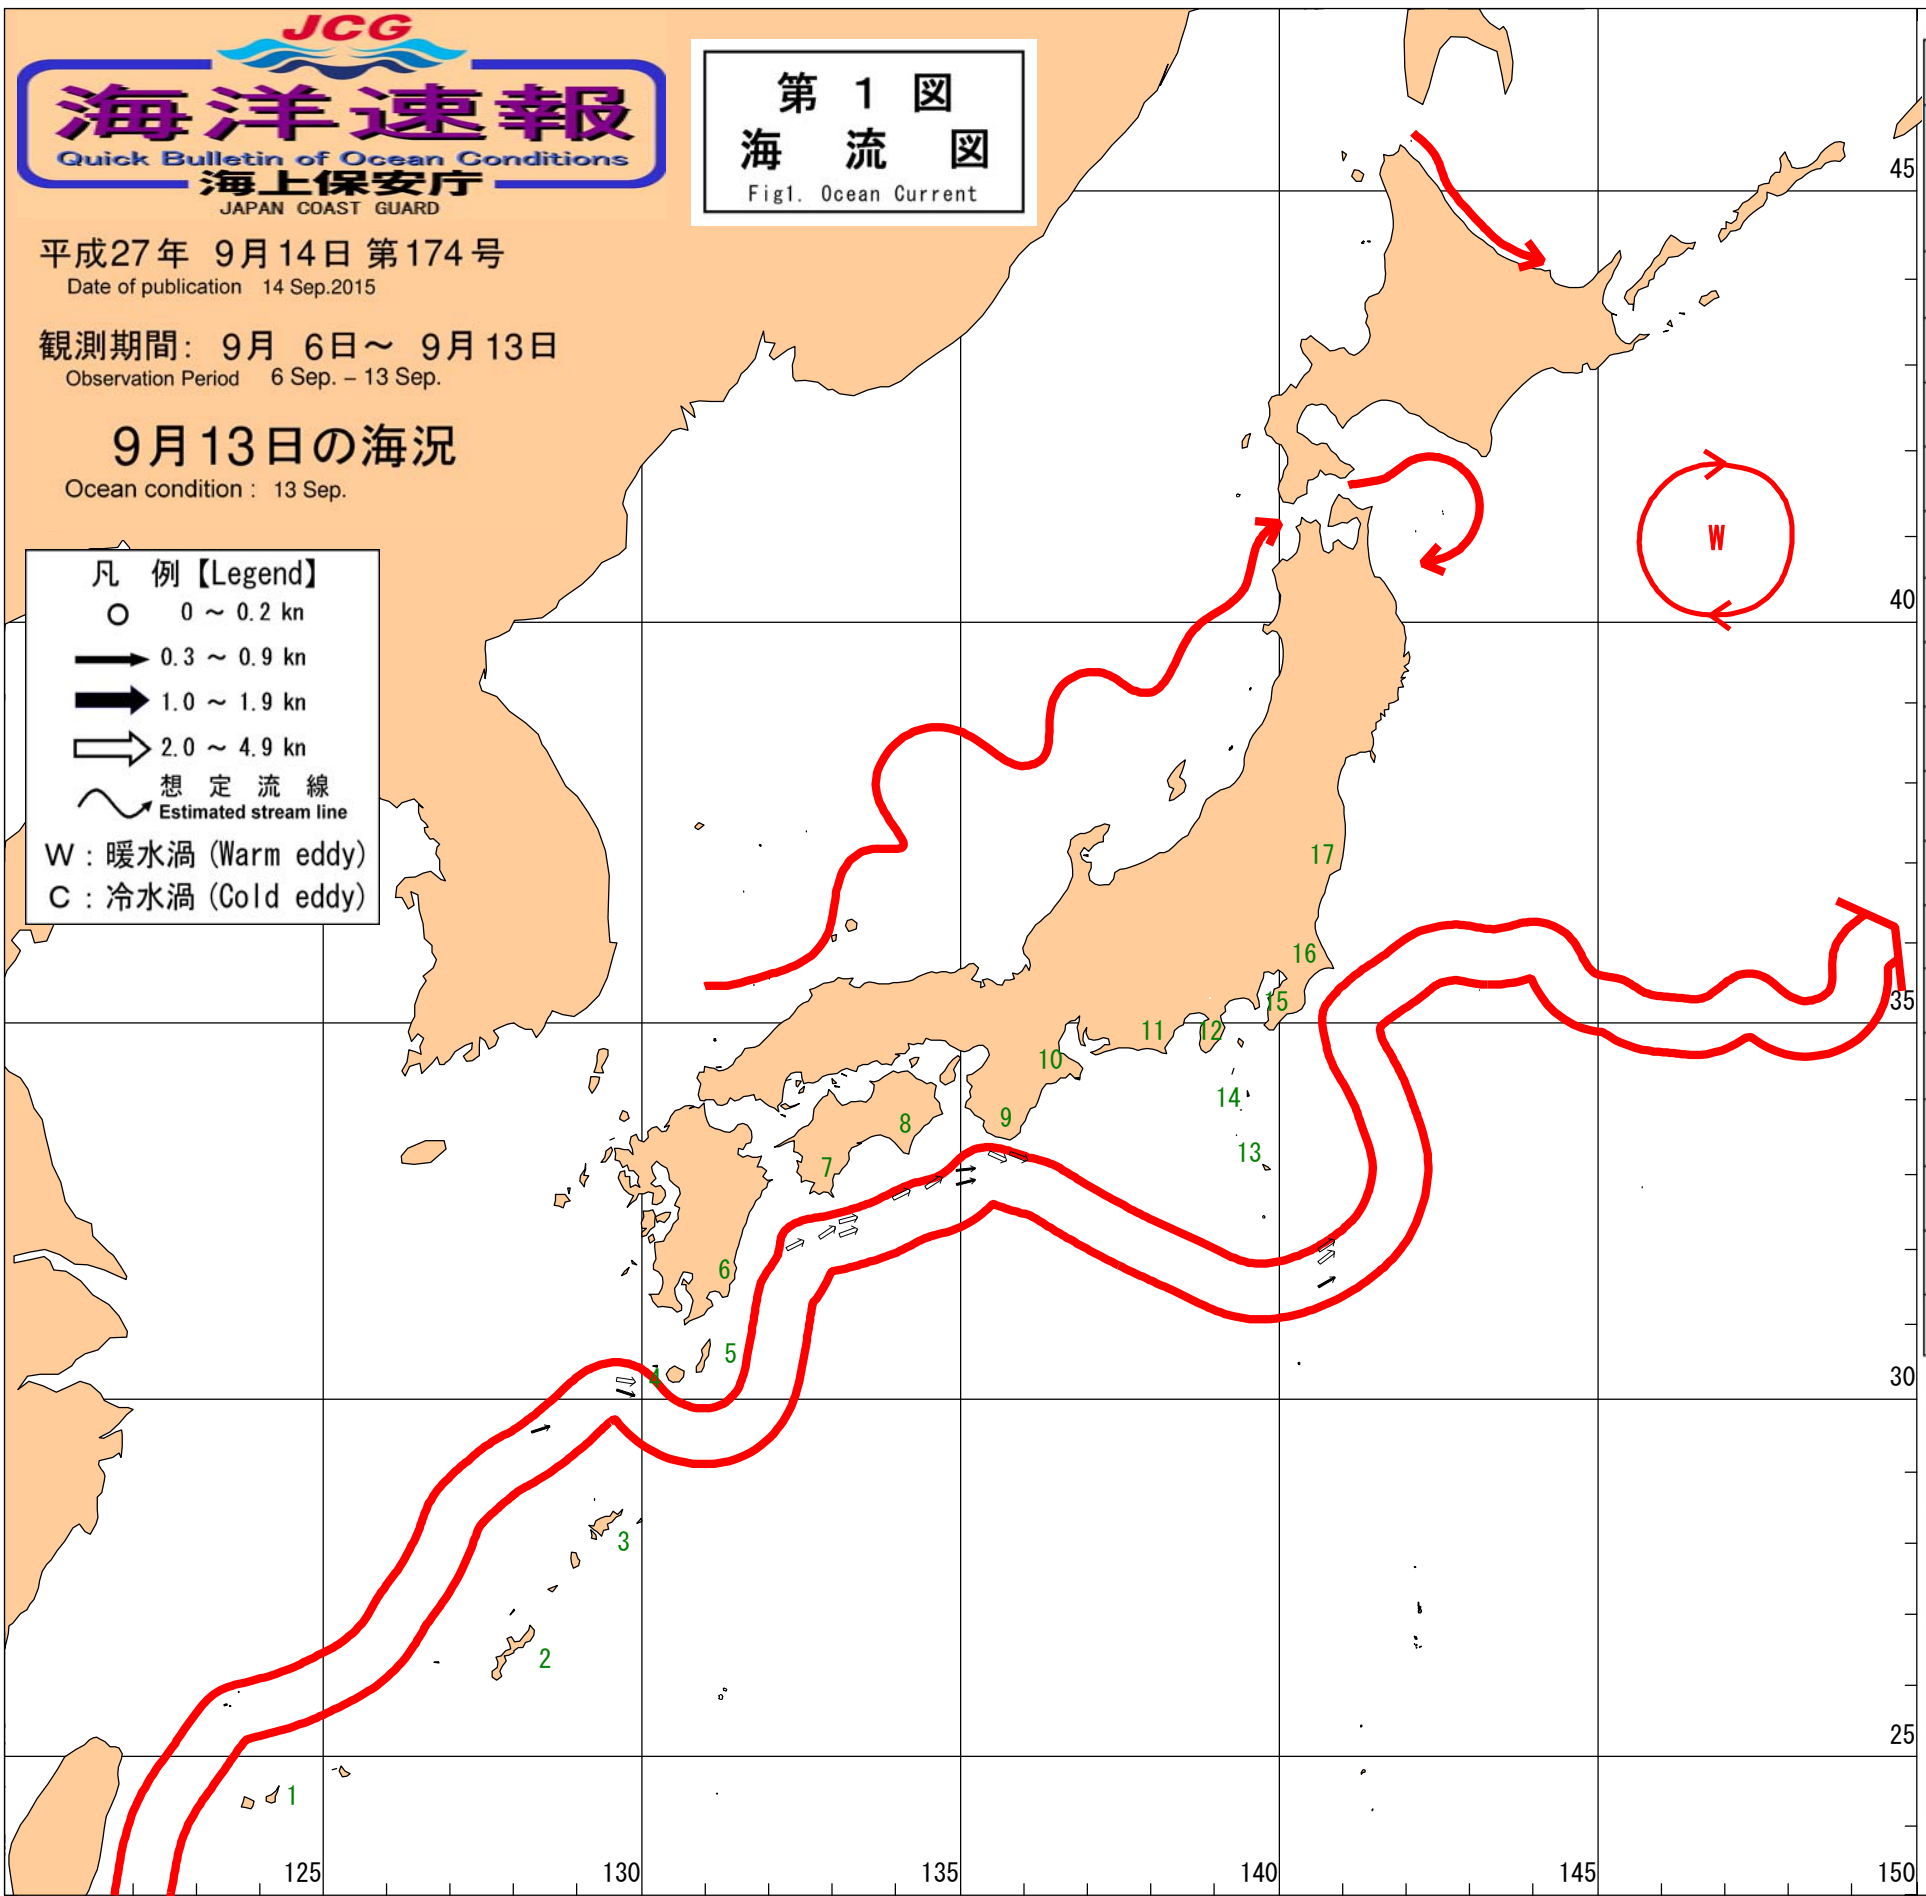 JCG
海洋速報
Quick Bulletin of Ocean Conditions
海上保安庁
JAPAN COAST GUARD
平成27年 9月14日 第174号
Date of publication 14 Sep.2015
観測期間: 9月 6日～ 9月13日
Observation Period 6 Sep. – 13 Sep.
9月13日の海況
Ocean condition : 13 Sep.
第 1 図
海 流 図
Fig1. Ocean Current
凡 例【Legend】
0 ～ 0.2 kn
0.3 ～ 0.9 kn
1.0 ～ 1.9 kn
2.0 ～ 4.9 kn
想 定 流 線
Estimated stream line
W : 暖水渦 (Warm eddy)
C : 冷水渦 (Cold eddy)
45
W
40
17
16
35
15
11
12
10
14
9
8
13
7
6
5
4
30
3
2
25
1
125
130
135
140
145
150